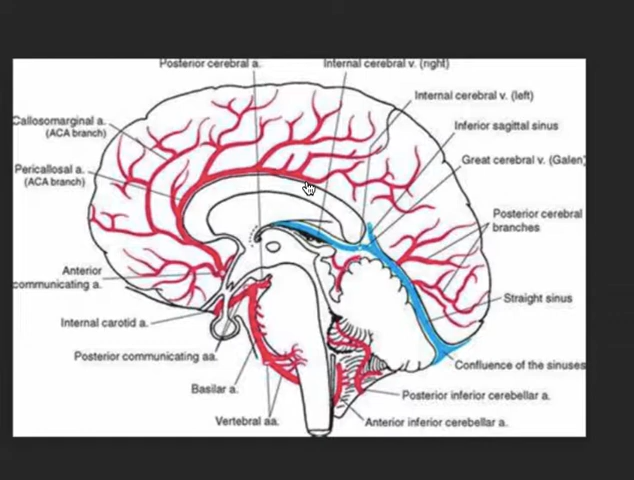 Posterior cerebral a.
Internal cerebral v. (right)
Internal cerebral v. (left)
Callosomarginal a.
(ACA branch)
Inferior sagittal sinus
Great cerebral v. (Galen)
Pericallosal a.
(ACA branch)
Posterior cerebral
branches
Anterior
communicating a.
Straight sinus
Internal carotid a.
Posterior communicating aa.
Confluence of the sinuses
Basilar a.
Posterior inferior cerebellar a.
Vertebral aa.
Anterior inferior cerebellar a.